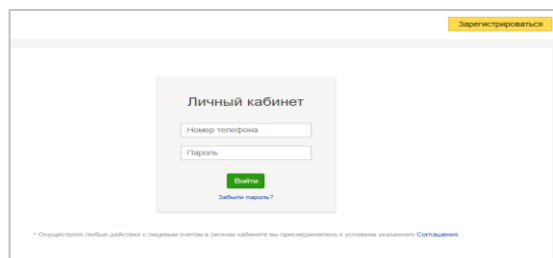 Зарегистрироваться
Личный кабинет
Номер телефона
Пароль
Войти
Забыли пароль?
* Осуществляя любые действия с лицевым счетом в личном кабинете вы присоединяетесь к условиям указанного Соглашения